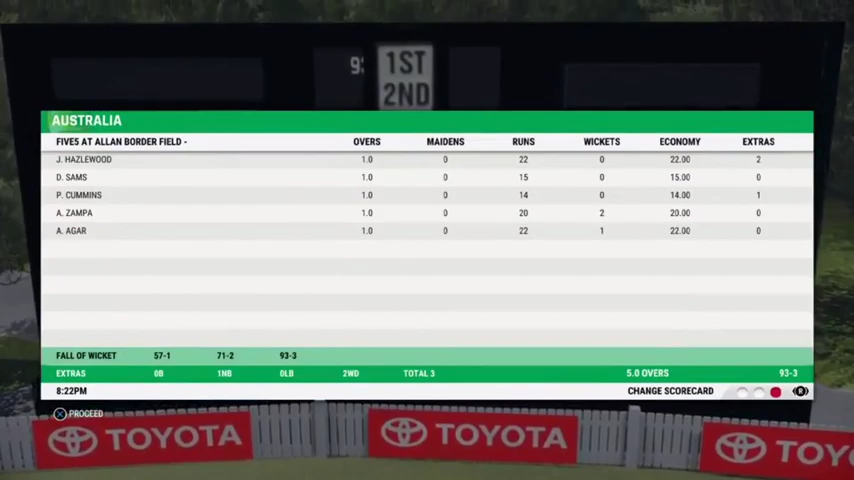 93
1ST
2ND
AUSTRALIA
FIVE5 AT ALLAN BORDER FIELD - OVERS MAIDENS RUNS WICKETS ECONOMY EXTRAS
J. HAZLEWOOD 1.0 0 22 0 22.00 2
D. SAMS 1.0 0 15 0 15.00 0
P. CUMMINS 1.0 0 14 0 14.00 1
A. ZAMPA 1.0 0 20 2 20.00 0
A. AGAR 1.0 0 22 1 22.00 0
FALL OF WICKET 57-1 71-2 93-3
EXTRAS 0B 1NB 0LB 2WD TOTAL 3 5.0 OVERS 93-3
8:22PM CHANGE SCORECARD R
PROCEED
TOYOTA TOYOTA TOYO